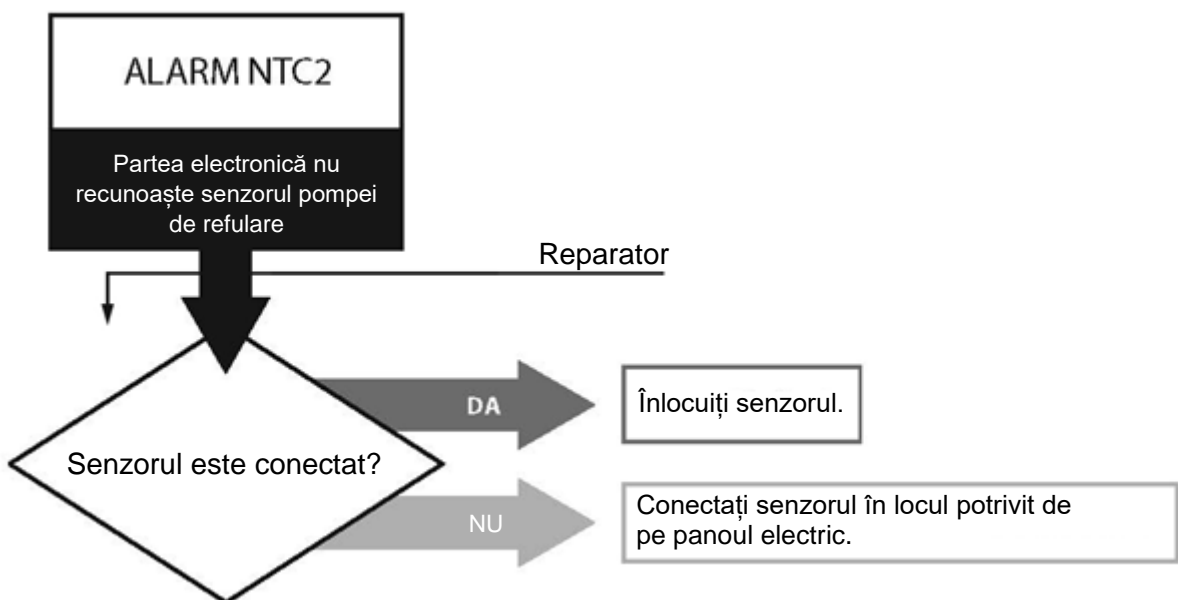 ALARM NTC2
Partea electronică nu
recunoaște senzorul pompei
de refulare
Reparator
Senzorul este conectat?
DA
Înlocuiți senzorul.
NU
Conectați senzorul în locul potrivit de
pe panoul electric.